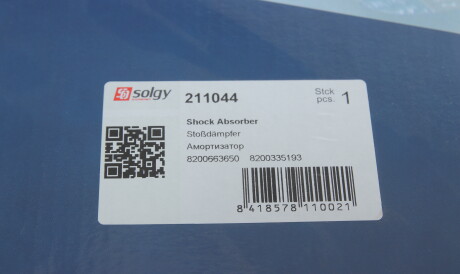 solgy 211044 Stck pcs. 1
Shock Absorber
Stoßdämpfer
Амортизатор
8200663650 8200335193
8 418578 110021